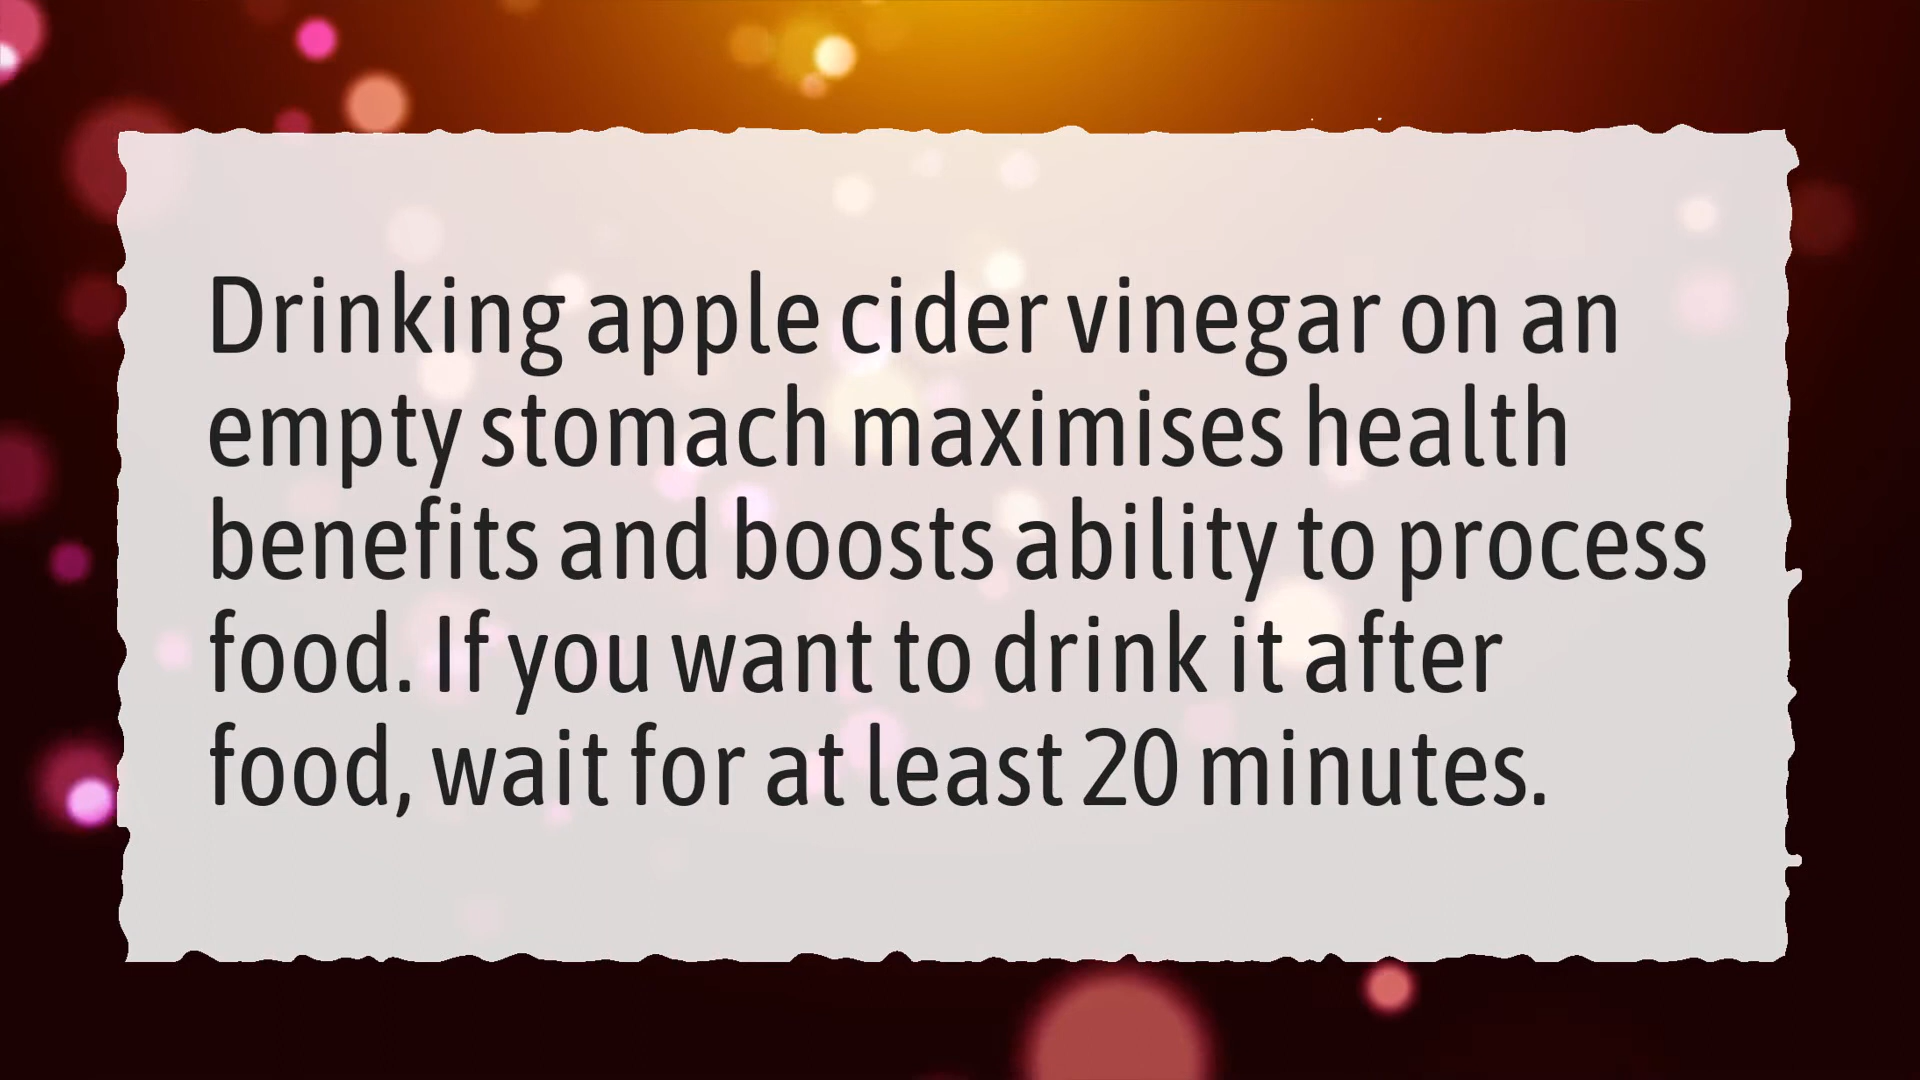 Drinking apple cider vinegar on an
empty stomach maximises health
benefits and boosts ability to process
food. If you want to drink it after
food, wait for at least 20 minutes.